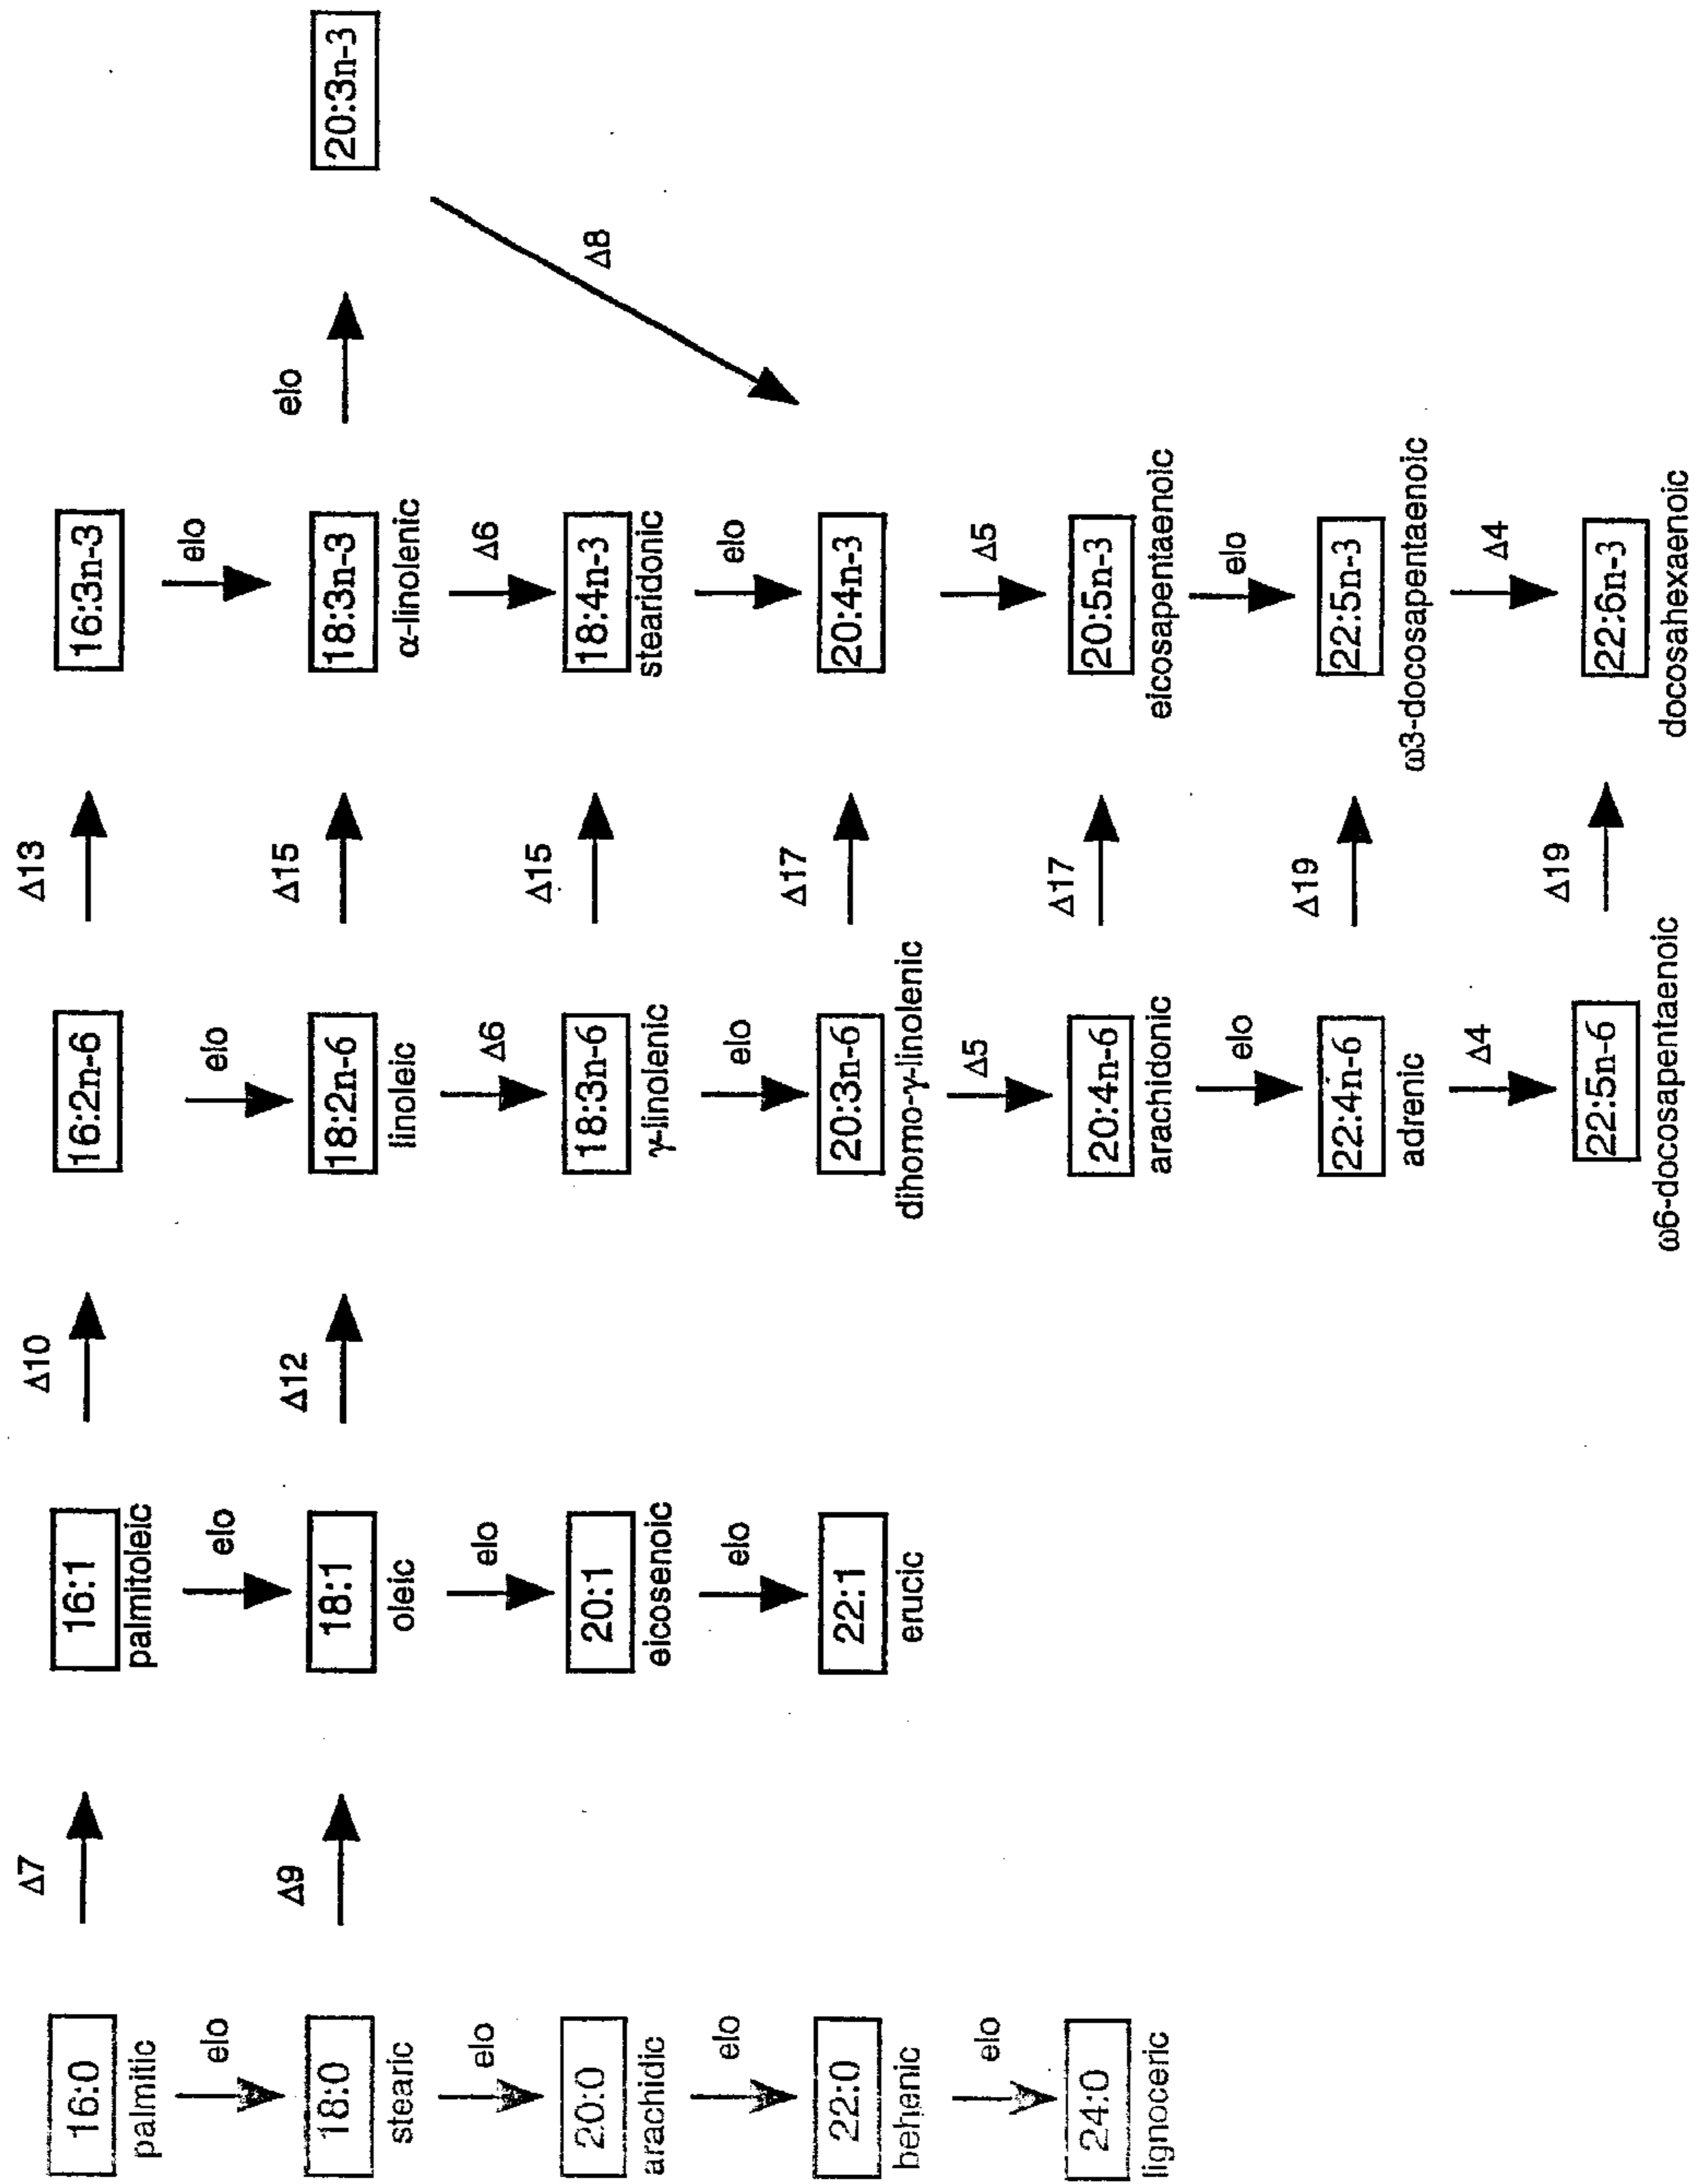 Δ7 Δ10 Δ13
16:0 16:1 16:2n-6 16:3n-3
palmitic palmitoleic
elo elo elo elo
Δ9 Δ12 Δ15 elo
18:0 18:1 18:2n-6 18:3n-3 20:3n-3
stearic oleic linoleic α-linolenic
elo elo Δ6 Δ6
Δ15 Δ8
20:0 20:1 18:3n-6 18:4n-3
arachidic eicosenoic γ-linolenic stearidonic
elo elo elo elo
Δ17
22:0 22:1 20:3n-6 20:4n-3
behenic erucic dihomo-γ-linolenic
elo Δ5 Δ5
Δ17
24:0 20:4n-6 20:5n-3
lignoceric arachidonic eicosapentaenoic
elo elo
Δ19
22:4n-6 22:5n-3
adrenic ω3-docosapentaenoic
Δ4 Δ4
Δ19
22:5n-6 22:6n-3
ω6-docosapentaenoic docosahexaenoic